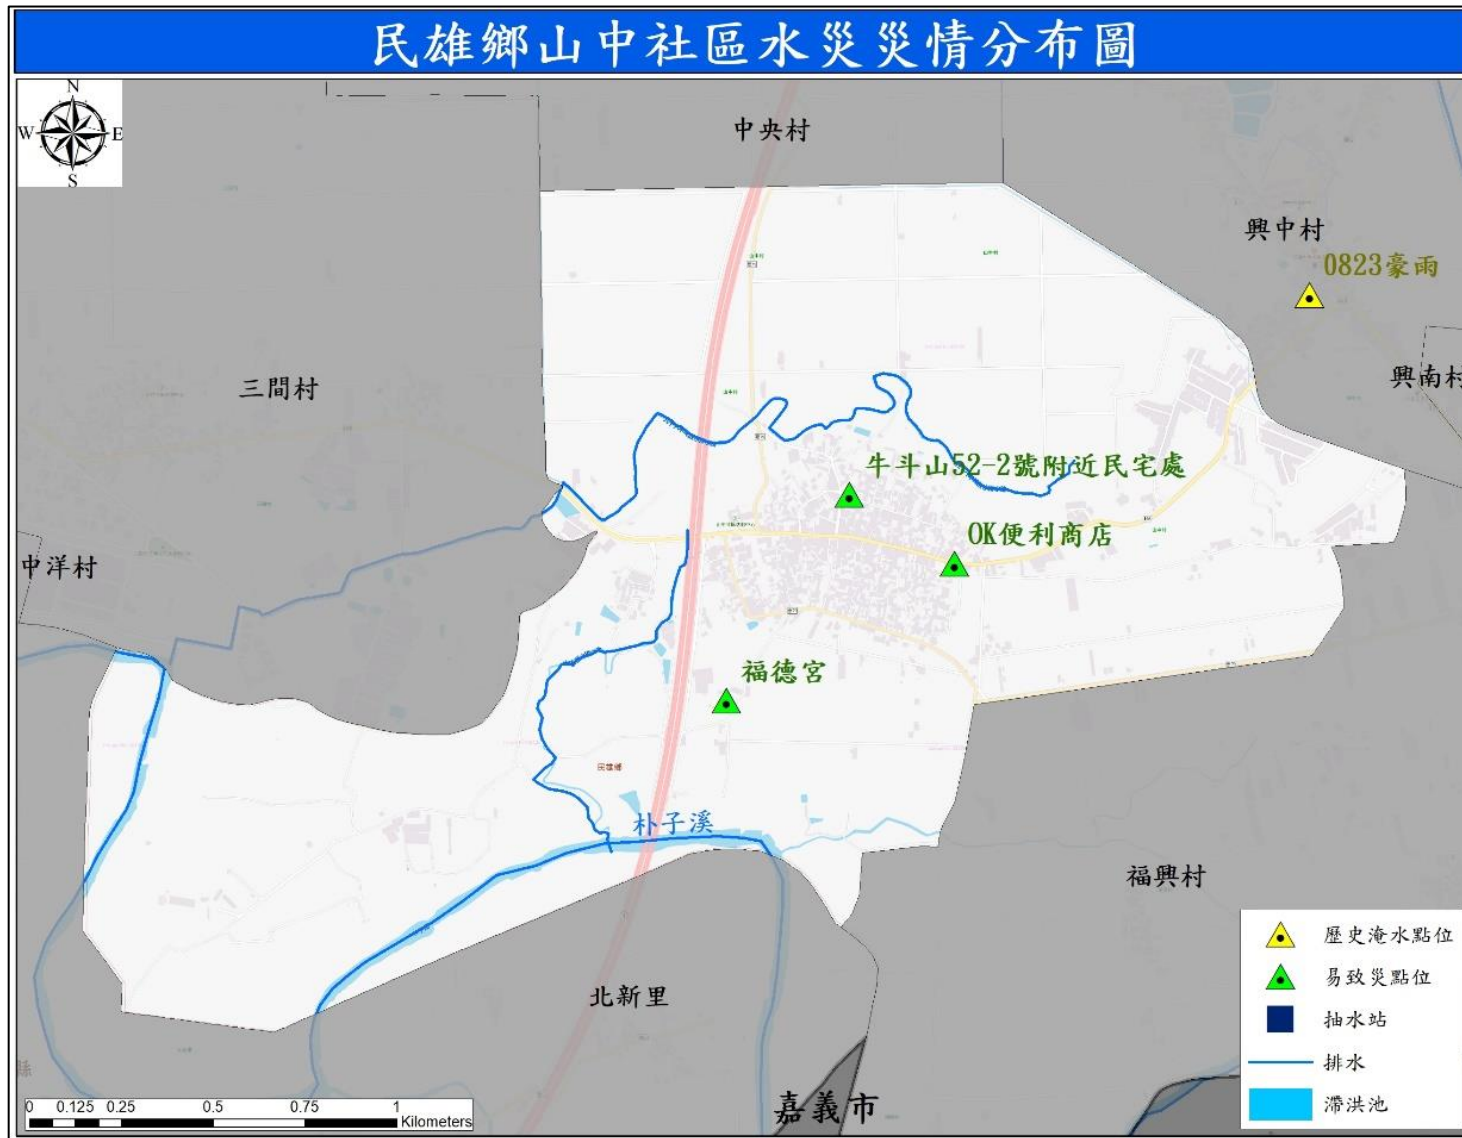 民雄鄉山中社區水災災情分布圖
N
W
E
S
中央村
興中村
0823豪雨
興南村
三間村
牛斗山52-2號附近民宅處
OK便利商店
中洋村
福德宮
民雄鄉
朴子溪
福興村
北新里
嘉義市
歷史淹水點位
易致災點位
抽水站
排水
滯洪池
0 0.125 0.25 0.5 0.75 1
Kilometers